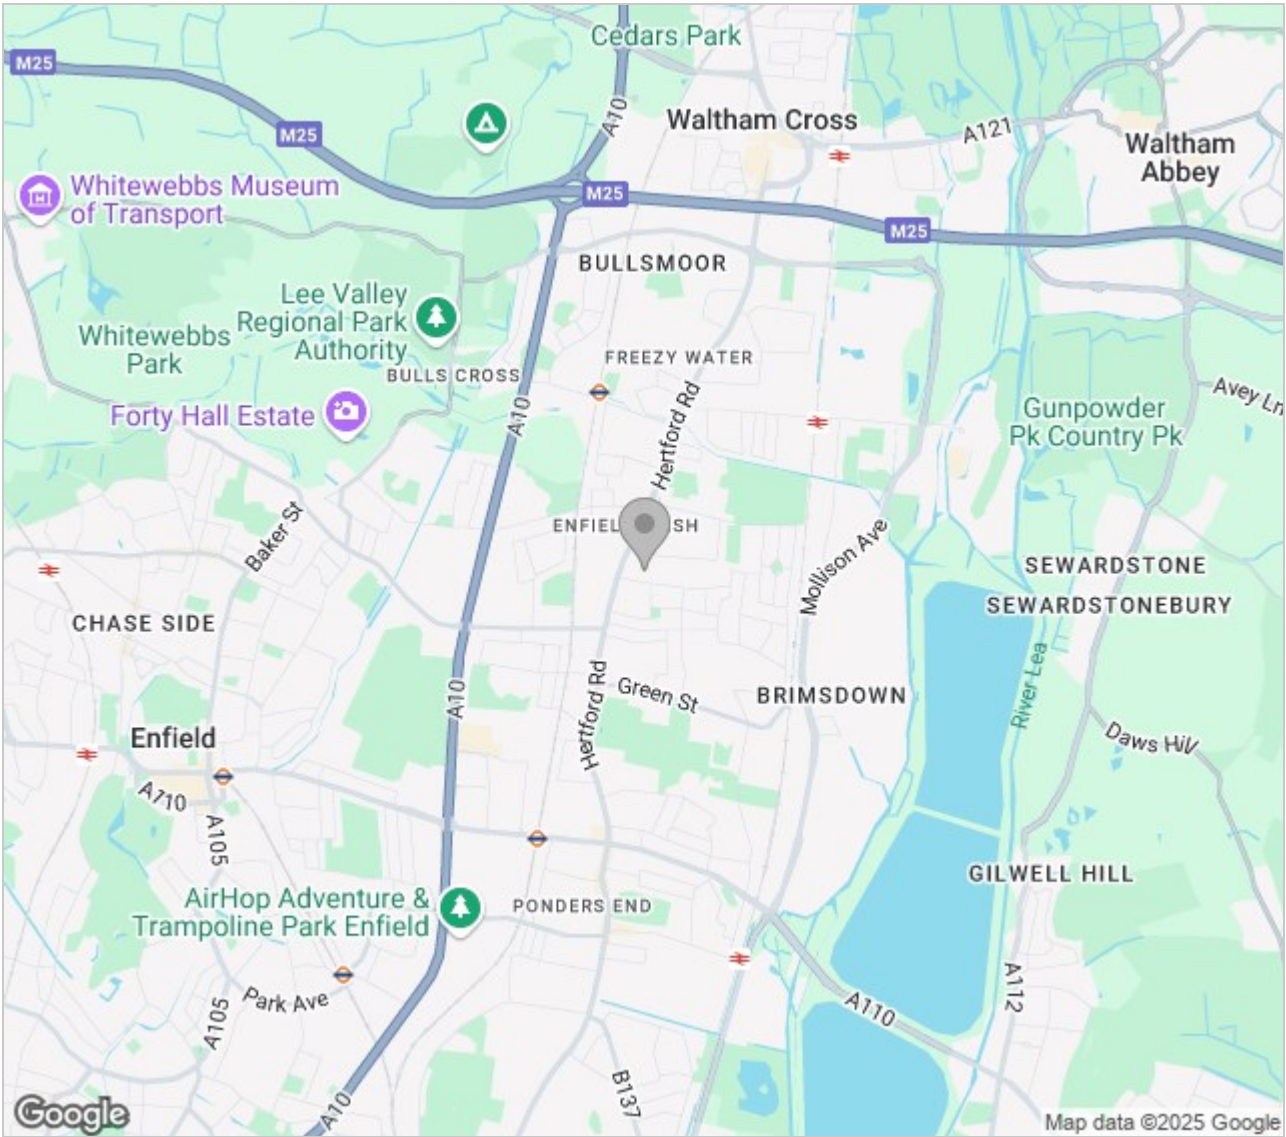 Cedars Park
M25
A10
M25
Waltham Cross
A121
Waltham
Abbey
Whitewebbs Museum
of Transport
M25
M25
BULLSMOOR
Lee Valley
Regional Park
Authority
Whitewebbs
Park
FREEZY WATER
BULLS CROSS
Avey Ln
Forty Hall Estate
A10
Hertford Rd
Gunpowder
Pk Country Pk
Baker St
Mollison Ave
SEWARDSTONE
SEWARDSTONEBURY
CHASE SIDE
River Lea
A10
Hertford Rd
Green St
BRIMSDOWN
Enfield
Daws Hil
A110
A105
GILWELL HILL
AirHop Adventure &
Trampoline Park Enfield
PONDERS END
Park Ave
A105
A110
A112
B137
A10
Google
Map data ©2025 Google